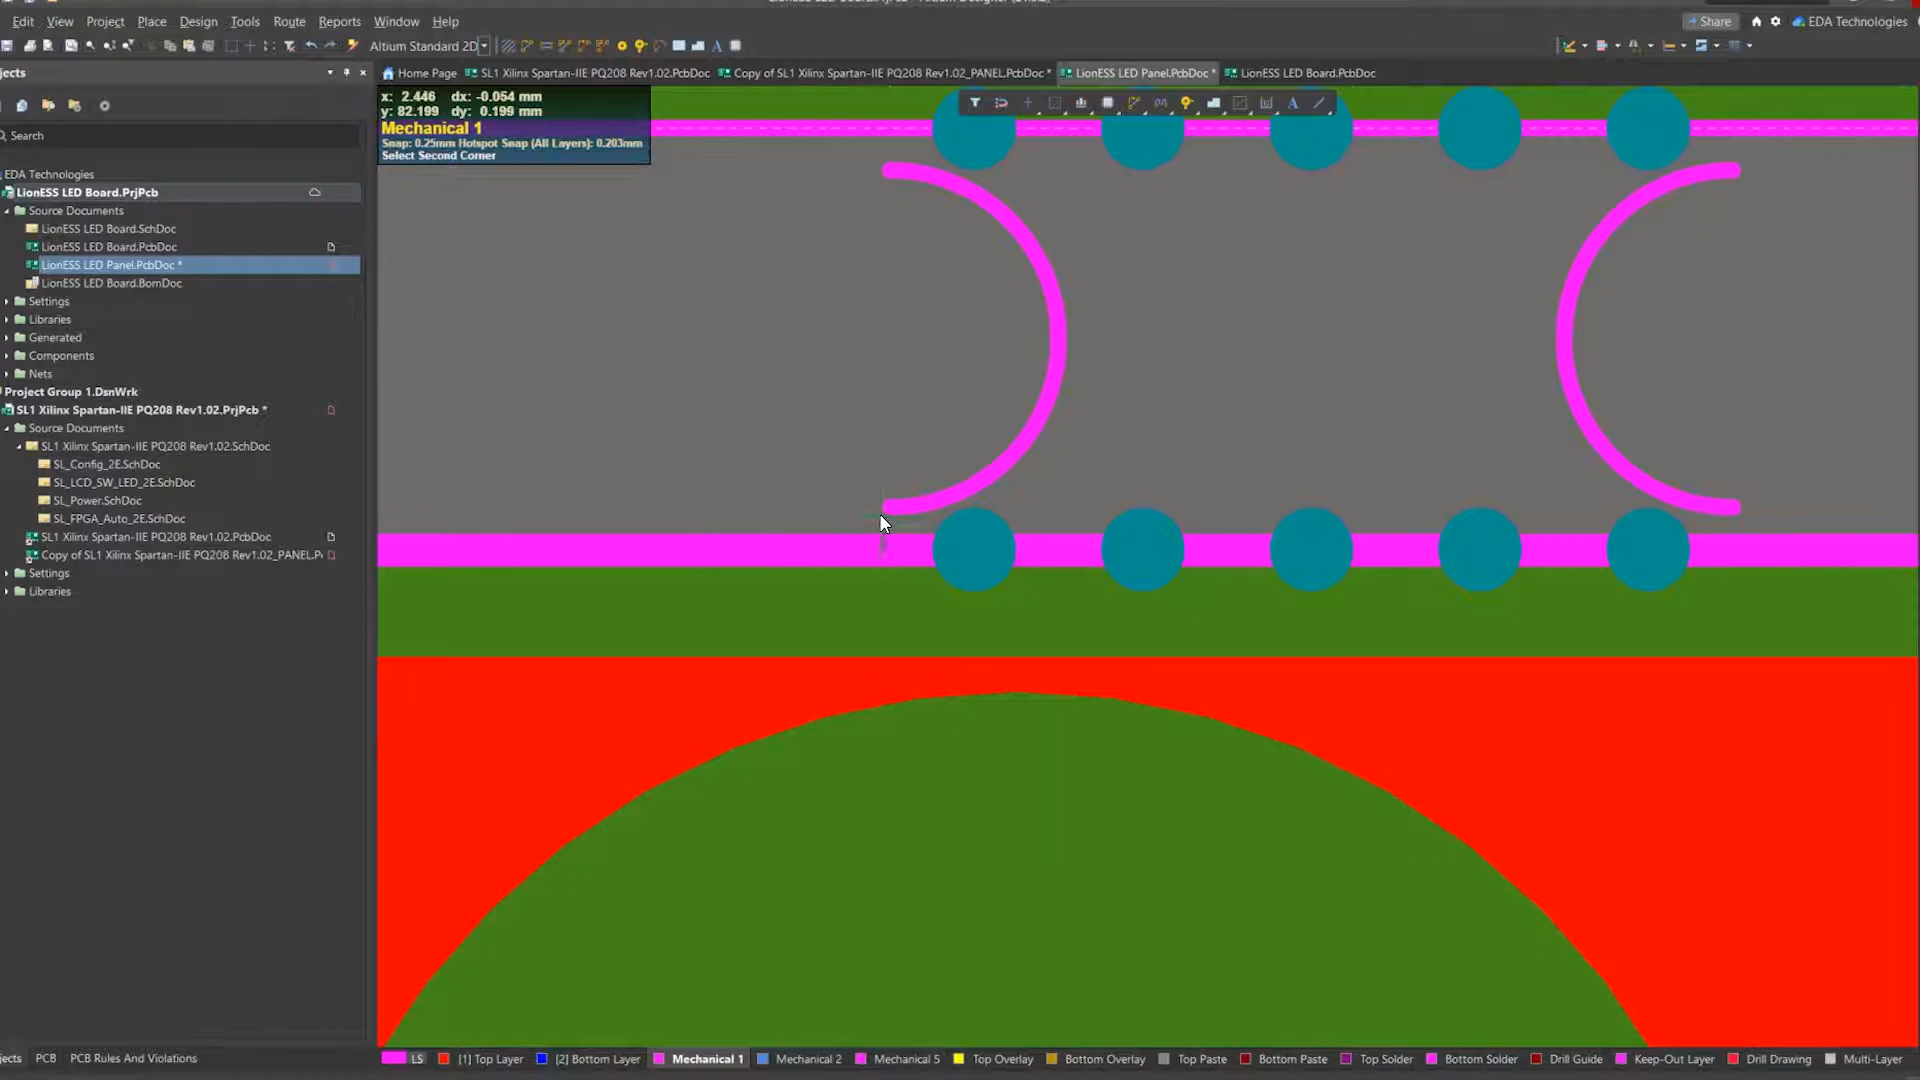 Edit View Project Place Design Tools Route Reports Window Help
Share EDA Technologies
Altium Standard 2D
jects
Home Page SL1 Xilinx Spartan-IIE PQ208 Rev1.02.PcbDoc Copy of SL1 Xilinx Spartan-IIE PQ208 Rev1.02_PANEL.PcbDoc * LionESS LED Panel.PcbDoc * LionESS LED Board.PcbDoc
x: 2.446 dx: -0.054 mm
y: 82.199 dy: 0.199 mm
Mechanical 1
Snap: 0.25mm Hotspot Snap (All Layers): 0.203mm
Select Second Corner
Search
EDA Technologies
LionESS LED Board.PrjPcb
Source Documents
LionESS LED Board.SchDoc
LionESS LED Board.PcbDoc
LionESS LED Panel.PcbDoc *
LionESS LED Board.BomDoc
Settings
Libraries
Generated
Components
Nets
Project Group 1.DsnWrk
SL1 Xilinx Spartan-IIE PQ208 Rev1.02.PrjPcb *
Source Documents
SL1 Xilinx Spartan-IIE PQ208 Rev1.02.SchDoc
SL_Config_2E.SchDoc
SL_LCD_SW_LED_2E.SchDoc
SL_Power.SchDoc
SL_FPGA_Auto_2E.SchDoc
SL1 Xilinx Spartan-IIE PQ208 Rev1.02.PcbDoc
Copy of SL1 Xilinx Spartan-IIE PQ208 Rev1.02_PANEL.Pc
Settings
Libraries
jects PCB PCB Rules And Violations
LS [1] Top Layer [2] Bottom Layer Mechanical 1 Mechanical 2 Mechanical 5 Top Overlay Bottom Overlay Top Paste Bottom Paste Top Solder Bottom Solder Drill Guide Keep-Out Layer Drill Drawing Multi-Layer